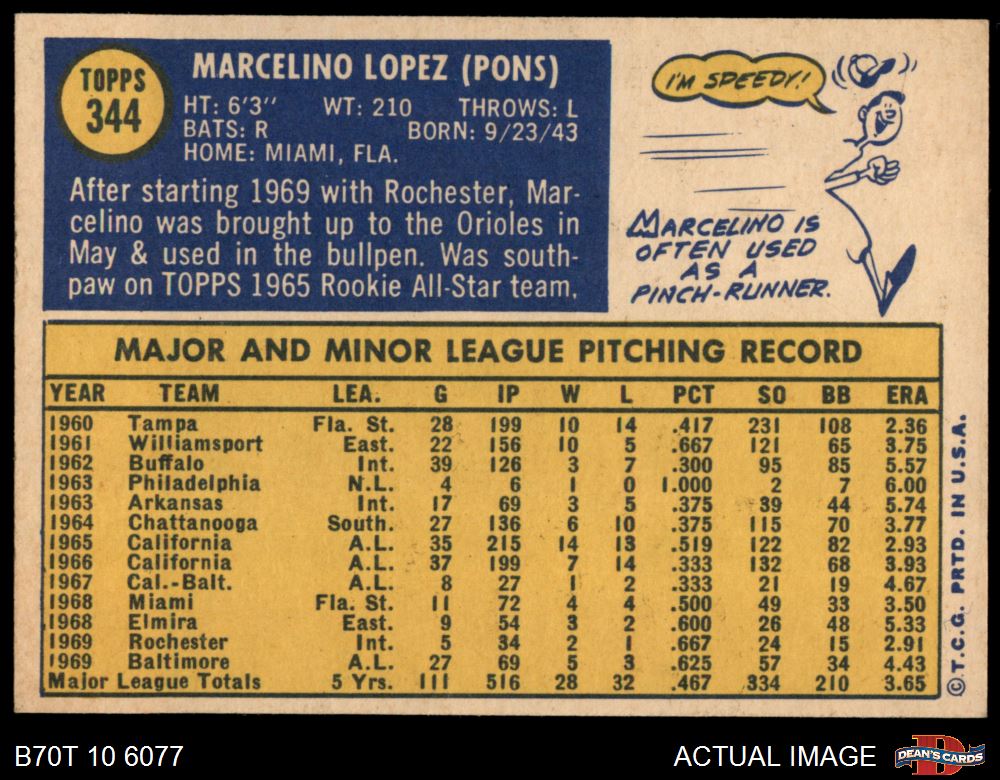 TOPPS
344
MARCELINO LOPEZ (PONS)
HT: 6'3" WT: 210 THROWS: L
BATS: R BORN: 9/23/43
HOME: MIAMI, FLA.
After starting 1969 with Rochester, Mar-
celino was brought up to the Orioles in
May & used in the bullpen. Was south-
paw on TOPPS 1965 Rookie All-Star team.
I'M SPEEDY!
MARCELINO IS
OFTEN USED
AS A
PINCH-RUNNER.
MAJOR AND MINOR LEAGUE PITCHING RECORD
YEAR TEAM LEA. G IP W L PCT SO BB ERA
1960 Tampa Fla. St. 28 199 10 14 .417 231 108 2.36
1961 Williamsport East. 22 156 10 5 .667 121 65 3.75
1962 Buffalo Int. 39 126 3 7 .300 95 85 5.57
1963 Philadelphia N.L. 4 6 1 0 1.000 2 7 6.00
1963 Arkansas Int. 17 69 3 5 .375 39 44 5.74
1964 Chattanooga South. 27 136 6 10 .375 115 70 3.77
1965 California A.L. 35 215 14 13 .519 122 82 2.93
1966 California A.L. 37 199 7 14 .333 132 68 3.93
1967 Cal.-Balt. A.L. 8 27 1 2 .333 21 19 4.67
1968 Miami Fla. St. 11 72 4 4 .500 49 33 3.50
1968 Elmira East. 9 54 3 2 .600 26 48 5.33
1969 Rochester Int. 5 34 2 1 .667 24 15 2.91
1969 Baltimore A.L. 27 69 5 3 .625 57 34 4.43
Major League Totals 5 Yrs. 111 516 28 32 .467 334 210 3.65
© T.C.G. PRTD. IN U.S.A.
B70T 10 6077
ACTUAL IMAGE
DEAN'S CARDS